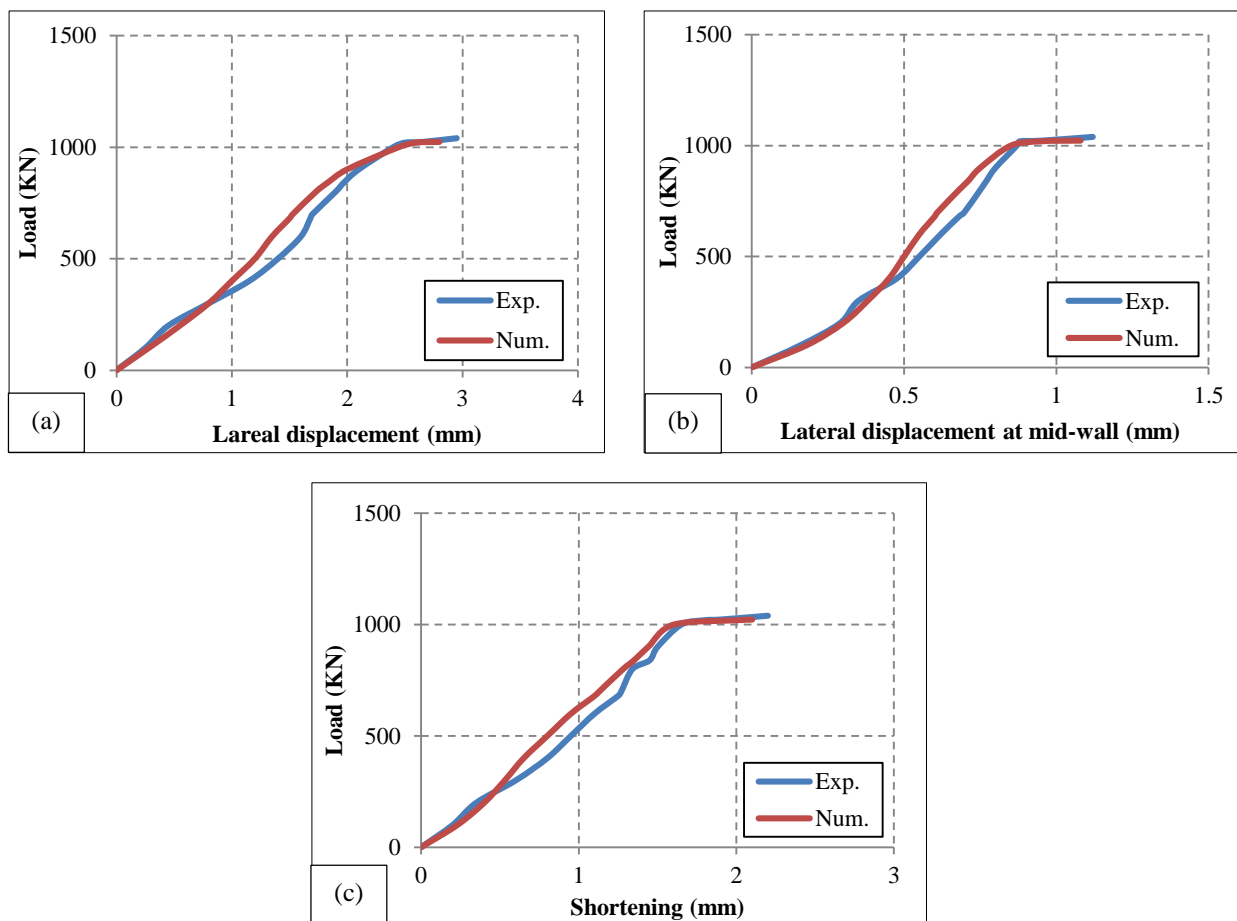 1500
1000
500
0
Load (KN)
0 1 2 3 4
Lareal displacement (mm)
Exp.
Num.
(a)
1500
1000
500
0
Load (KN)
0 0.5 1 1.5
Lateral displacement at mid-wall (mm)
Exp.
Num.
(b)
1500
1000
500
0
Load (KN)
0 1 2 3
Shortening (mm)
Exp.
Num.
(c)